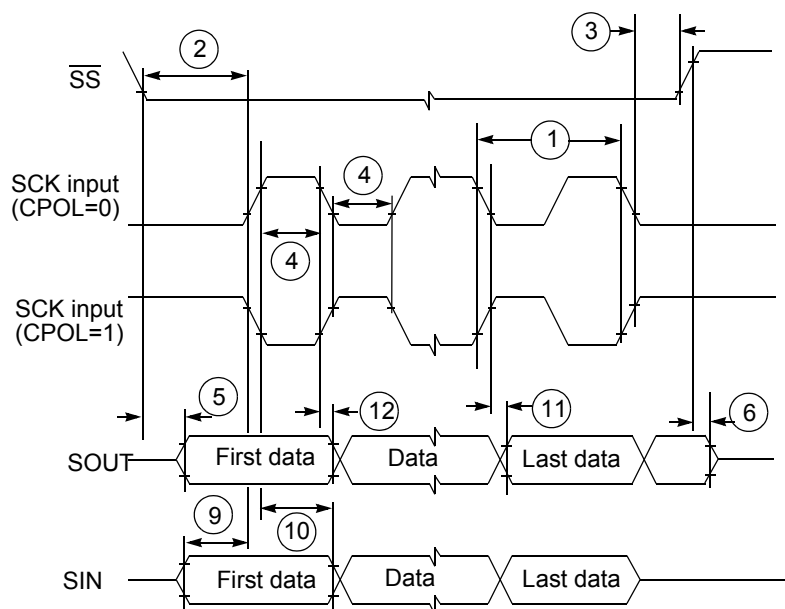 2
3
SS
1
SCK input
(CPOL=0)
4
4
SCK input
(CPOL=1)
5
12
11
6
SOUT
First data
Data
Last data
9
10
SIN
First data
Data
Last data